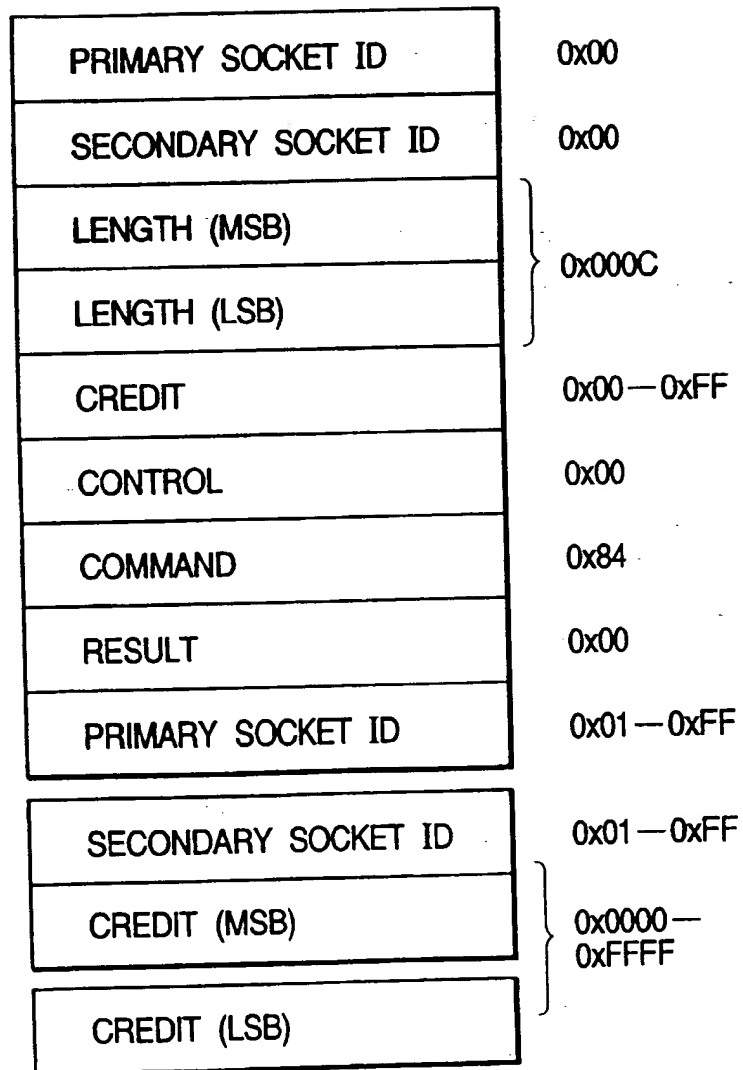 PRIMARY SOCKET ID 0x00
SECONDARY SOCKET ID 0x00
LENGTH (MSB)
0x000C
LENGTH (LSB)
CREDIT 0x00—0xFF
CONTROL 0x00
COMMAND 0x84
RESULT 0x00
PRIMARY SOCKET ID 0x01—0xFF
SECONDARY SOCKET ID 0x01—0xFF
CREDIT (MSB) 0x0000—
0xFFFF
CREDIT (LSB)